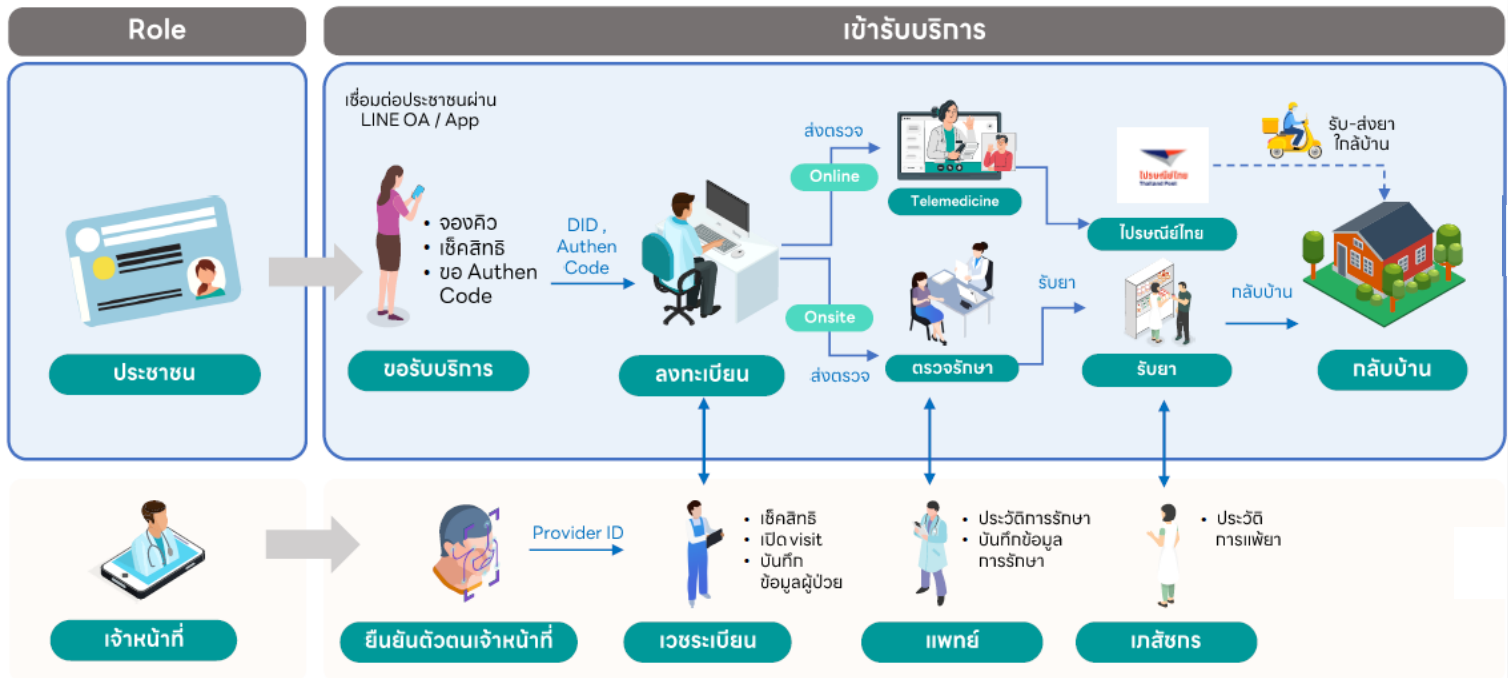 Role
เข้ารับบริการ
เชื่อมต่อประชาชนผ่าน
LINE OA / App
• จองคิว
• เช็คสิทธิ
• ขอ Authen
Code
DID ,
Authen
Code
ส่งตรวจ
Online
Onsite
ส่งตรวจ
Telemedicine
รับยา
ไปรษณีย์ไทย
Thailand Post
ไปรษณีย์ไทย
รับ-ส่งยา
ใกล้บ้าน
กลับบ้าน
ประชาชน
ขอรับบริการ
ลงทะเบียน
ตรวจรักษา
รับยา
กลับบ้าน
Provider ID
• เช็คสิทธิ
• เปิด visit
• บันทึก
ข้อมูลผู้ป่วย
• ประวัติการรักษา
• บันทึกข้อมูล
การรักษา
• ประวัติ
การแพ้ยา
เจ้าหน้าที่
ยืนยันตัวตนเจ้าหน้าที่
เวชระเบียน
แพทย์
เภสัชกร